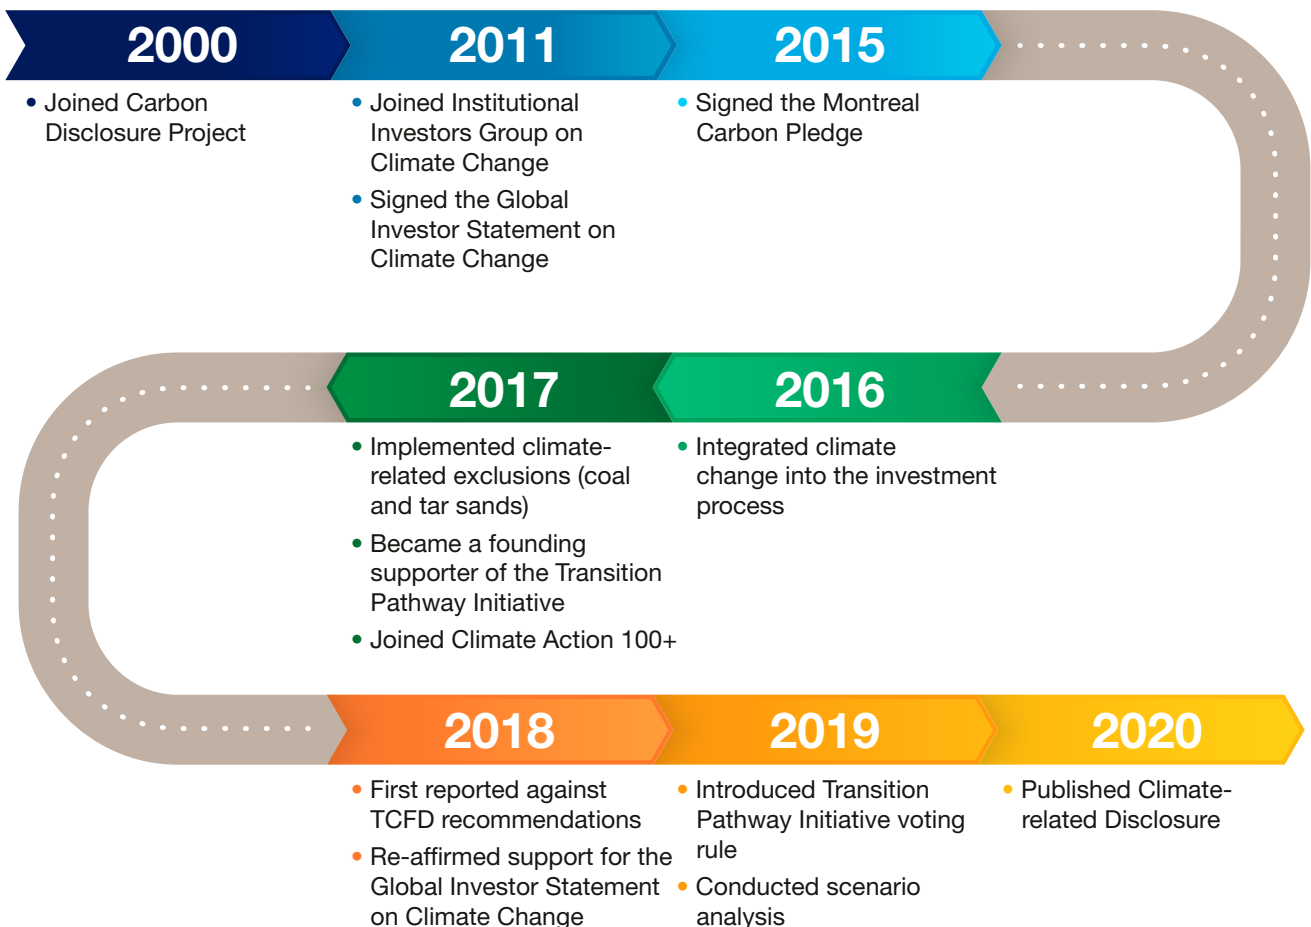 2000
• Joined Carbon
Disclosure Project
2011
• Joined Institutional
Investors Group on
Climate Change
• Signed the Global
Investor Statement on
Climate Change
2015
• Signed the Montreal
Carbon Pledge
2016
• Integrated climate
change into the investment
process
2017
• Implemented climate-
related exclusions (coal
and tar sands)
• Became a founding
supporter of the Transition
Pathway Initiative
• Joined Climate Action 100+
2018
• First reported against
TCFD recommendations
• Re-affirmed support for the
Global Investor Statement
on Climate Change
2019
• Introduced Transition
Pathway Initiative voting
rule
• Conducted scenario
analysis
2020
• Published Climate-
related Disclosure